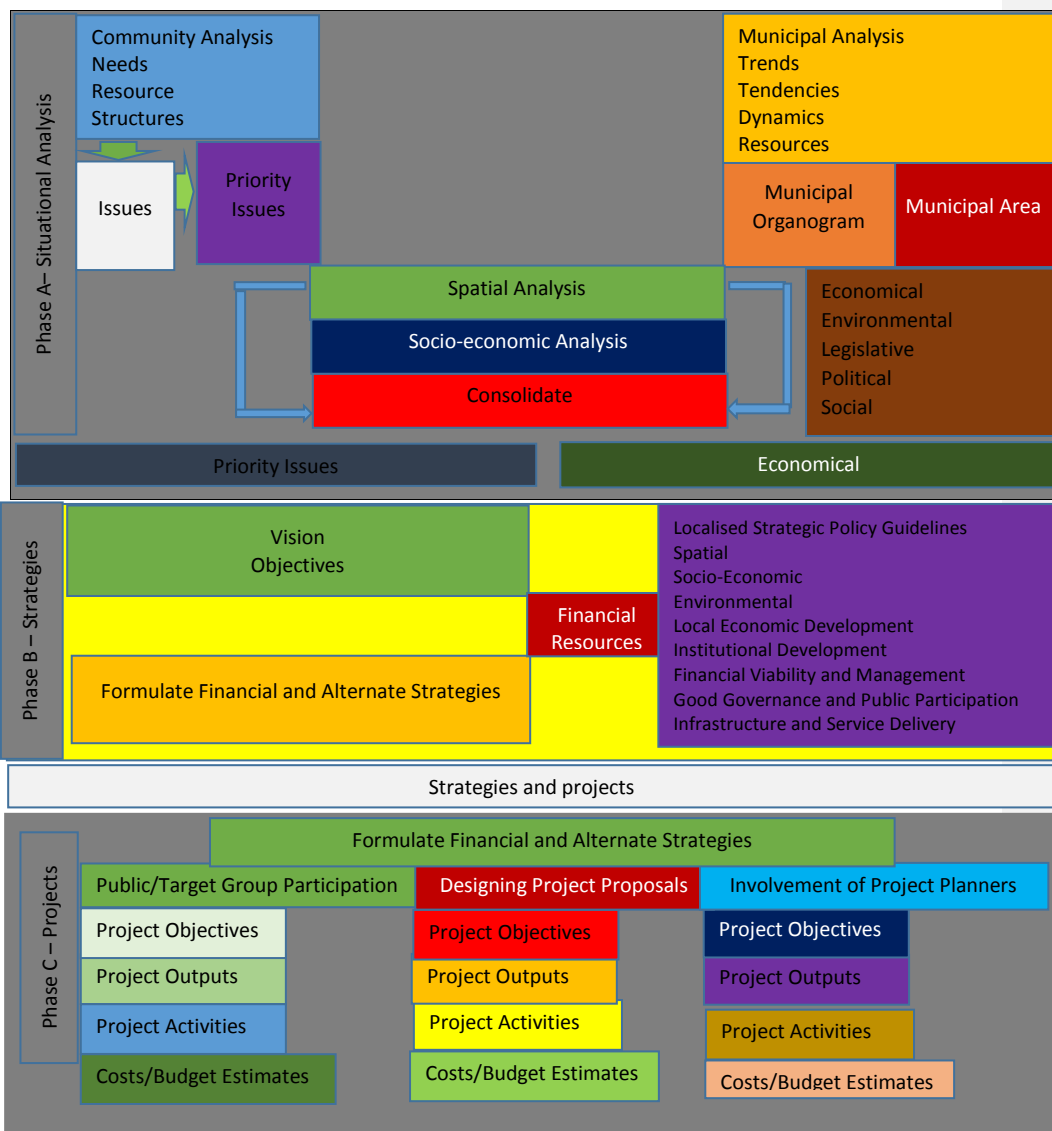 Phase A– Situational Analysis
Community Analysis
Needs
Resource
Structures
Issues
Priority
Issues
Municipal Analysis
Trends
Tendencies
Dynamics
Resources
Municipal
Organogram
Municipal Area
Spatial Analysis
Socio-economic Analysis
Consolidate
Economical
Environmental
Legislative
Political
Social
Priority Issues
Economical
Phase B – Strategies
Vision
Objectives
Financial
Resources
Formulate Financial and Alternate Strategies
Localised Strategic Policy Guidelines
Spatial
Socio-Economic
Environmental
Local Economic Development
Institutional Development
Financial Viability and Management
Good Governance and Public Participation
Infrastructure and Service Delivery
Strategies and projects
Phase C – Projects
Formulate Financial and Alternate Strategies
Public/Target Group Participation
Project Objectives
Project Outputs
Project Activities
Costs/Budget Estimates
Designing Project Proposals
Project Objectives
Project Outputs
Project Activities
Costs/Budget Estimates
Involvement of Project Planners
Project Objectives
Project Outputs
Project Activities
Costs/Budget Estimates